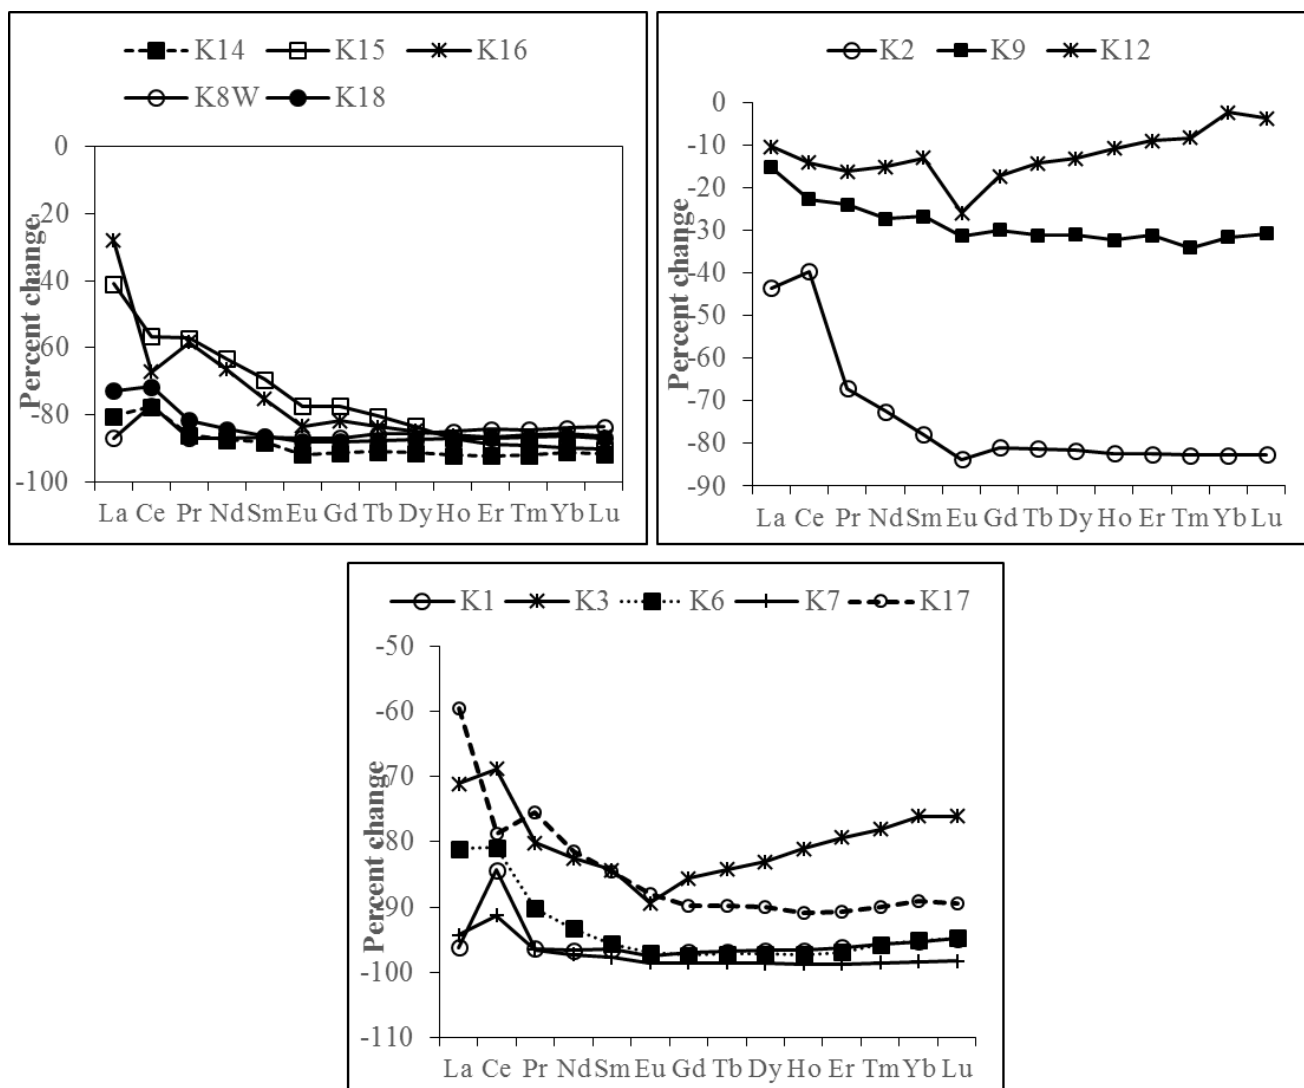 K14 K15 K16
K8W K18
Percent change
0
-20
-40
-60
-80
-100
La Ce Pr Nd Sm Eu Gd Tb Dy Ho Er Tm Yb Lu
K2 K9 K12
Percent change
0
-10
-20
-30
-40
-50
-60
-70
-80
-90
La Ce Pr Nd Sm Eu Gd Tb Dy Ho Er Tm Yb Lu
K1 K3 K6 K7 K17
Percent change
-50
-60
-70
-80
-90
-100
-110
La Ce Pr Nd Sm Eu Gd Tb Dy Ho Er Tm Yb Lu